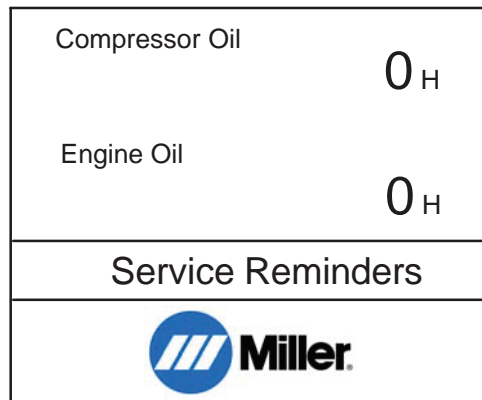 Compressor Oil
0 H
Engine Oil
0 H
Service Reminders
Miller.